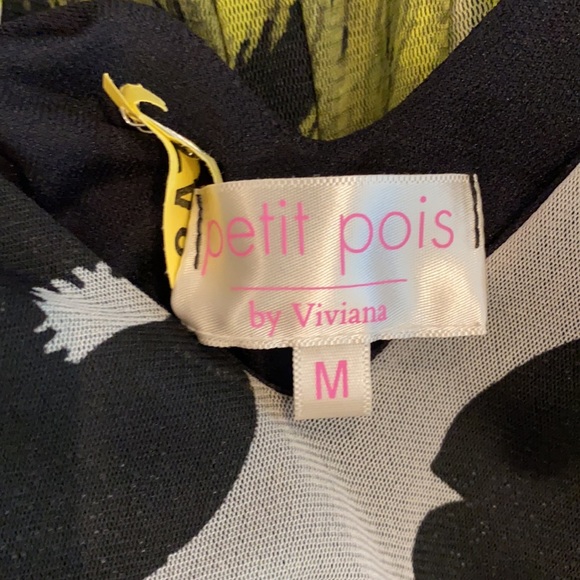 petit pois
by Viviana
M